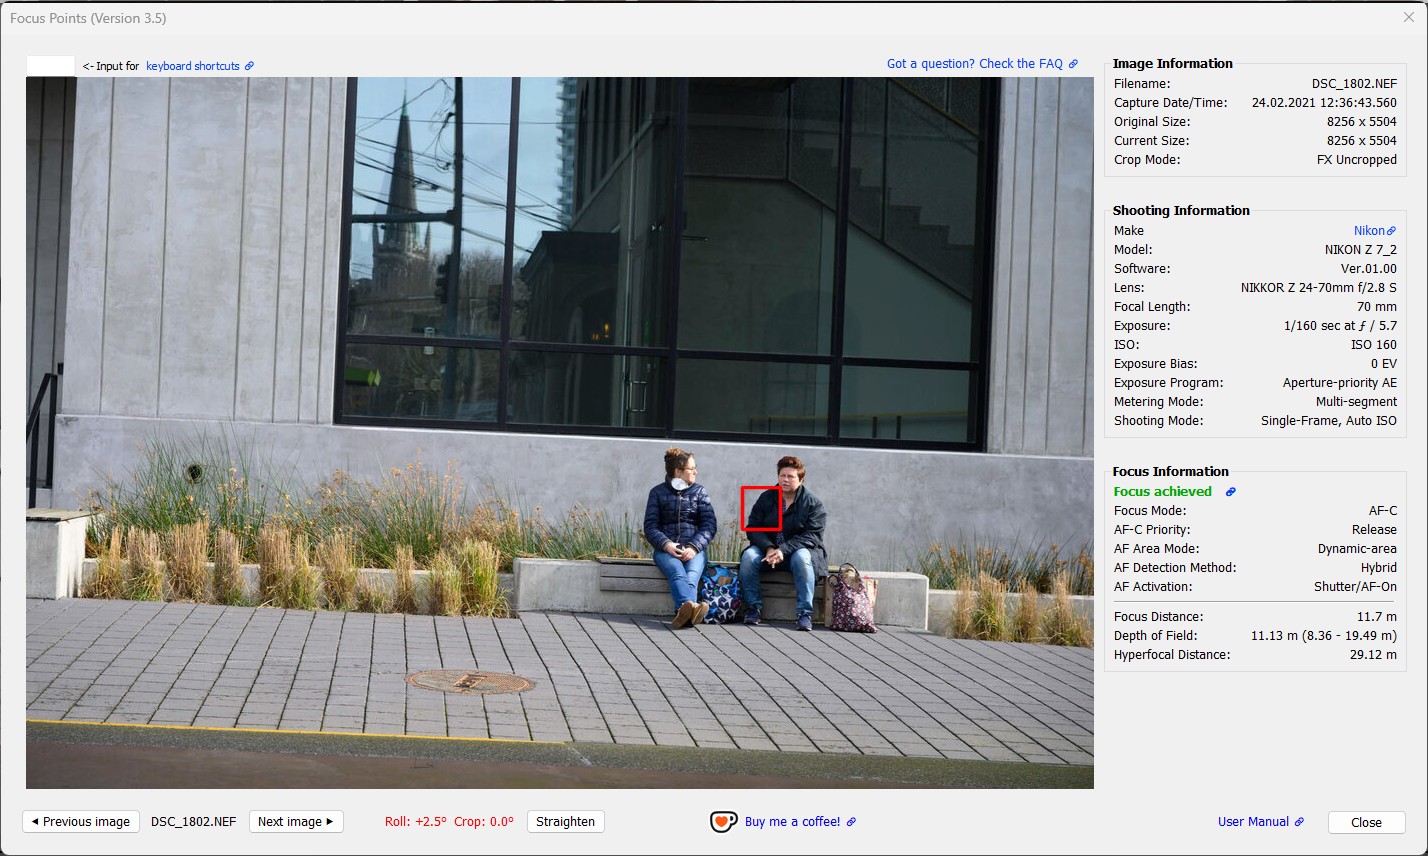 Focus Points (Version 3.5)
<- Input for keyboard shortcuts
Got a question? Check the FAQ
Image Information
Filename: DSC_1802.NEF
Capture Date/Time: 24.02.2021 12:36:43.560
Original Size: 8256 x 5504
Current Size: 8256 x 5504
Crop Mode: FX Uncropped
Shooting Information
Make Nikon
Model: NIKON Z 7_2
Software: Ver.01.00
Lens: NIKKOR Z 24-70mm f/2.8 S
Focal Length: 70 mm
Exposure: 1/160 sec at ƒ / 5.7
ISO: ISO 160
Exposure Bias: 0 EV
Exposure Program: Aperture-priority AE
Metering Mode: Multi-segment
Shooting Mode: Single-Frame, Auto ISO
Focus Information
Focus achieved
Focus Mode: AF-C
AF-C Priority: Release
AF Area Mode: Dynamic-area
AF Detection Method: Hybrid
AF Activation: Shutter/AF-On
Focus Distance: 11.7 m
Depth of Field: 11.13 m (8.36 - 19.49 m)
Hyperfocal Distance: 29.12 m
Previous image DSC_1802.NEF Next image Roll: +2.5° Crop: 0.0° Straighten Buy me a coffee! User Manual Close